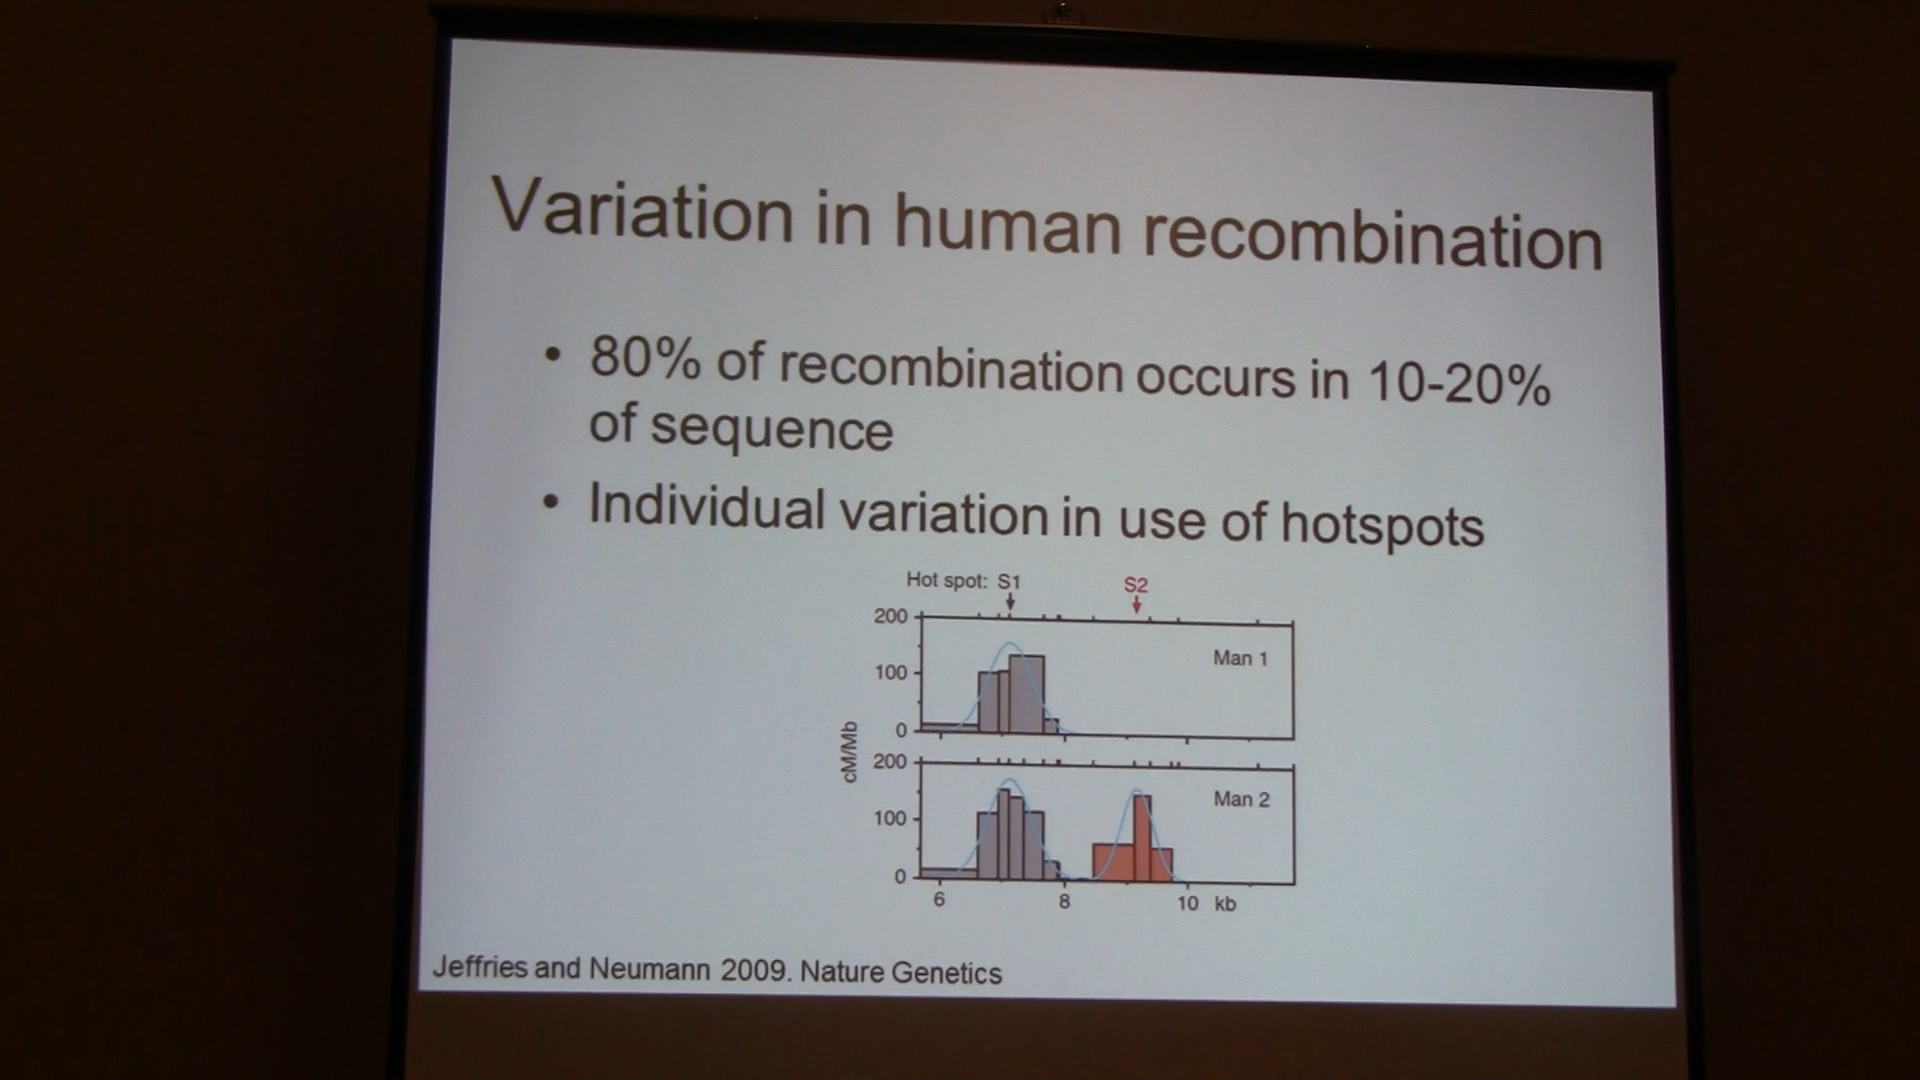 Variation in human recombination
• 80% of recombination occurs in 10-20%
of sequence
• Individual variation in use of hotspots
Hot spot: S1 S2
200
100
0
Man 1
cM/Mb
200
100
0
Man 2
6 8 10 kb
Jeffries and Neumann 2009. Nature Genetics